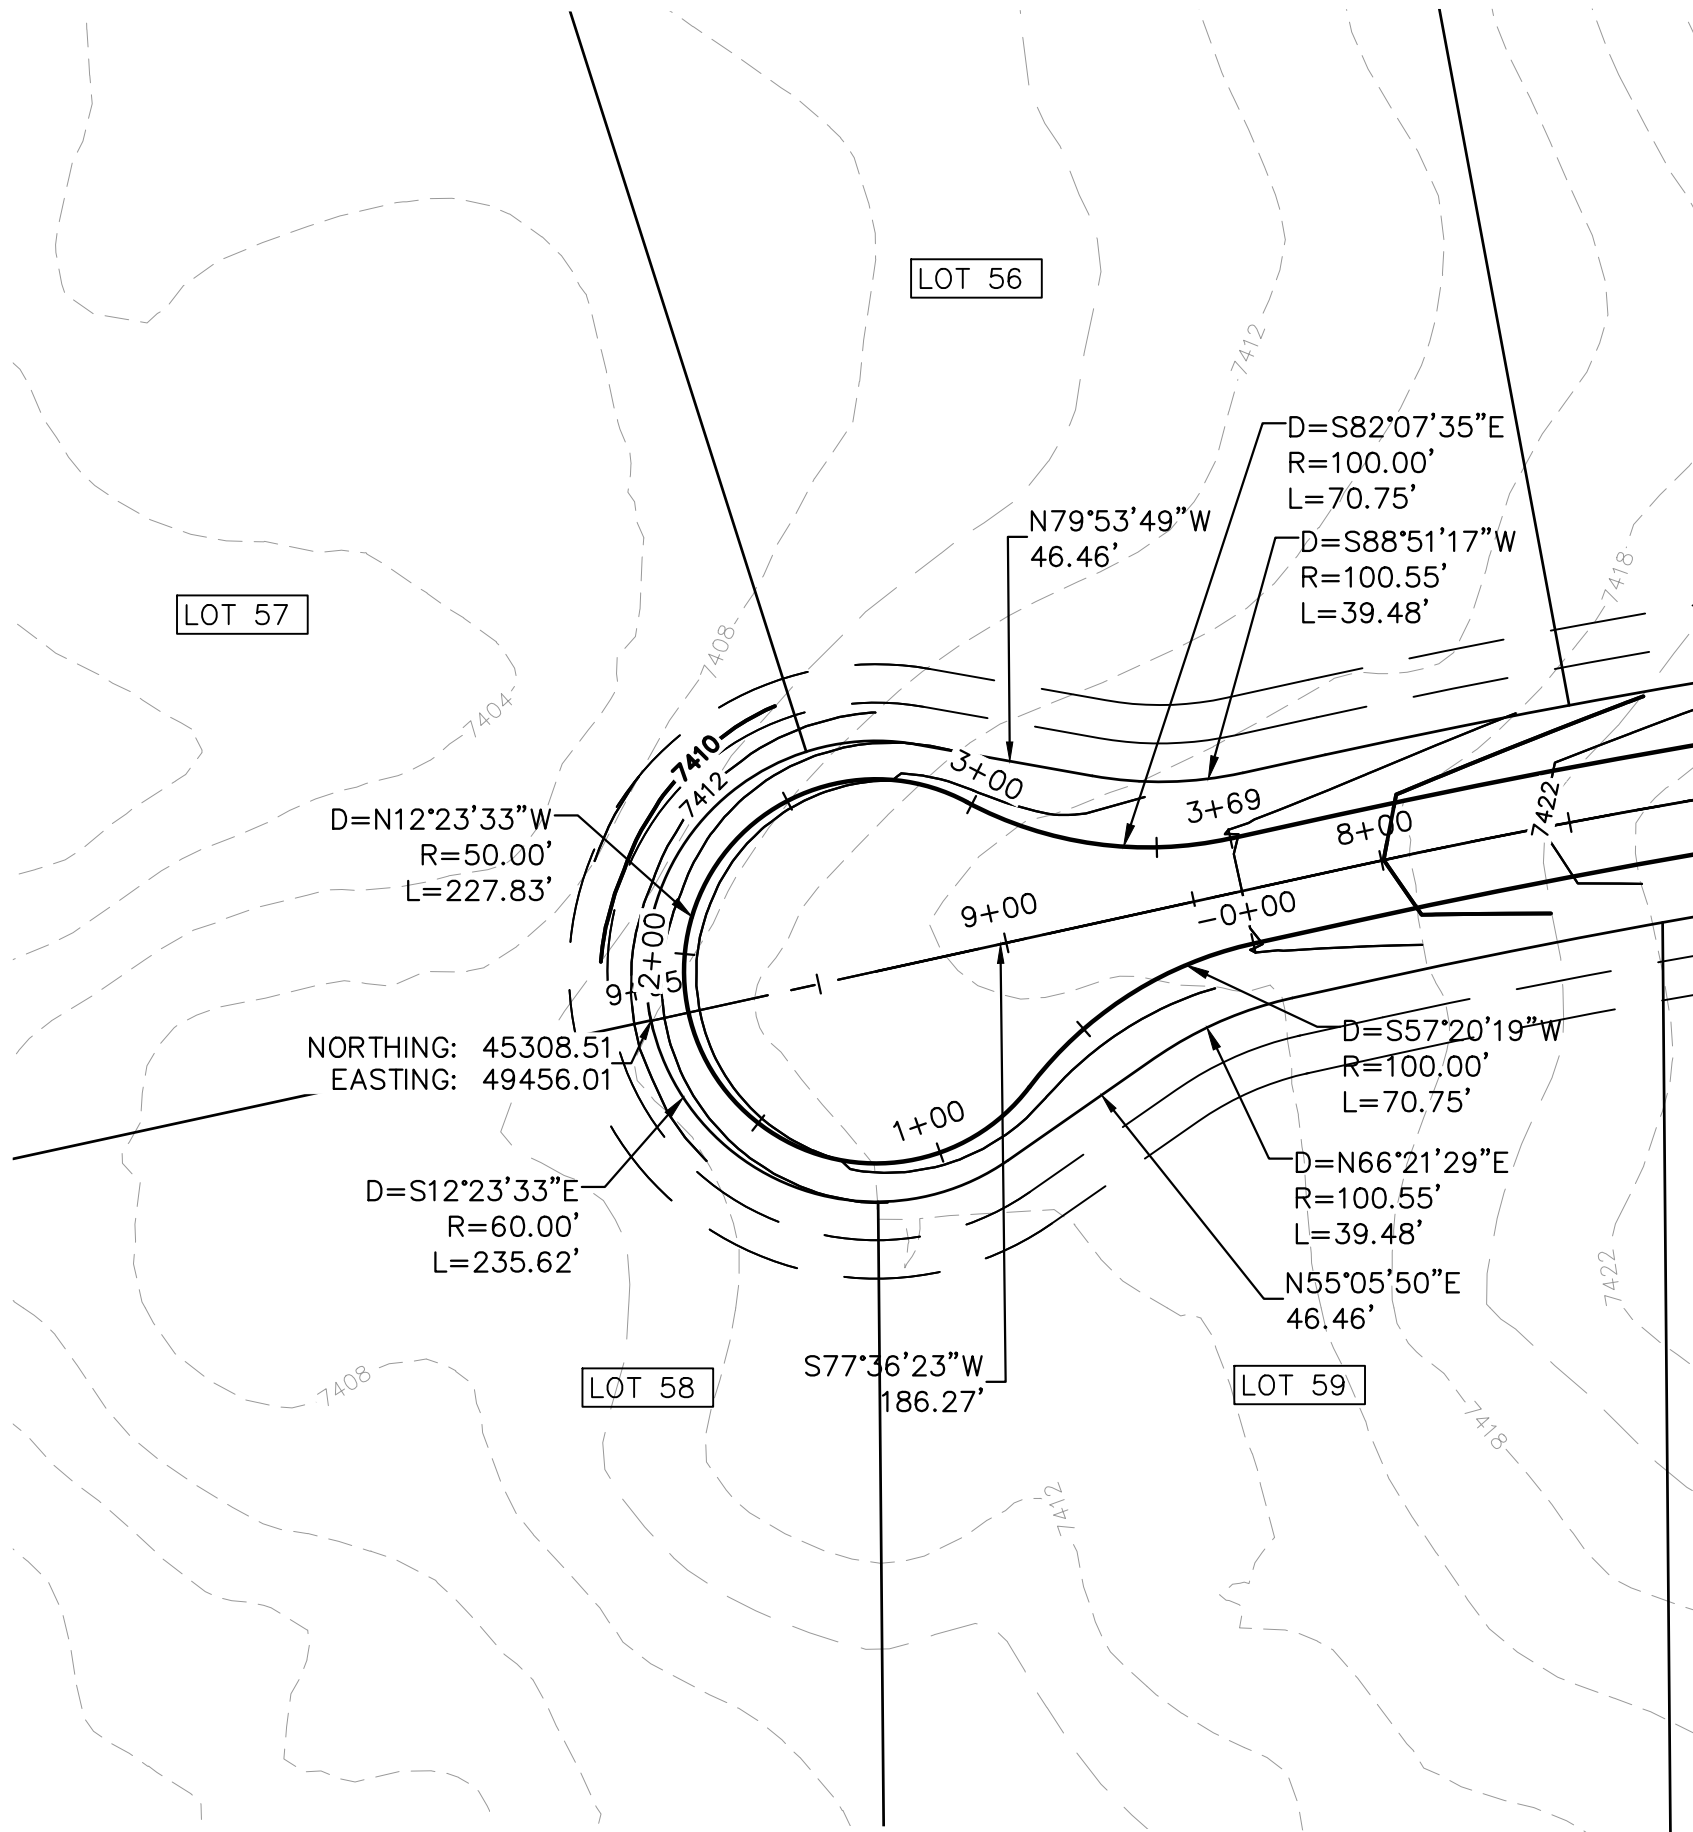 LOT 56
7412
D=S82°07'35"E
R=100.00'
L=70.75'
N79°53'49"W
46.46'
D=S88°51'17"W
R=100.55'
L=39.48'
7418
LOT 57
7408
7404
7410
7412
3+00
3+69
7422
8+00
D=N12°23'33"W
R=50.00'
L=227.83'
9+00
-0+00
2+00
NORTHING: 45308.51
EASTING: 49456.01
D=S57°20'19"W
R=100.00'
L=70.75'
1+00
D=N66°21'29"E
R=100.55'
L=39.48'
D=S12°23'33"E
R=60.00'
L=235.62'
7422
N55°05'50"E
46.46'
S77°36'23"W
186.27'
7408
LOT 58
LOT 59
7418
7412